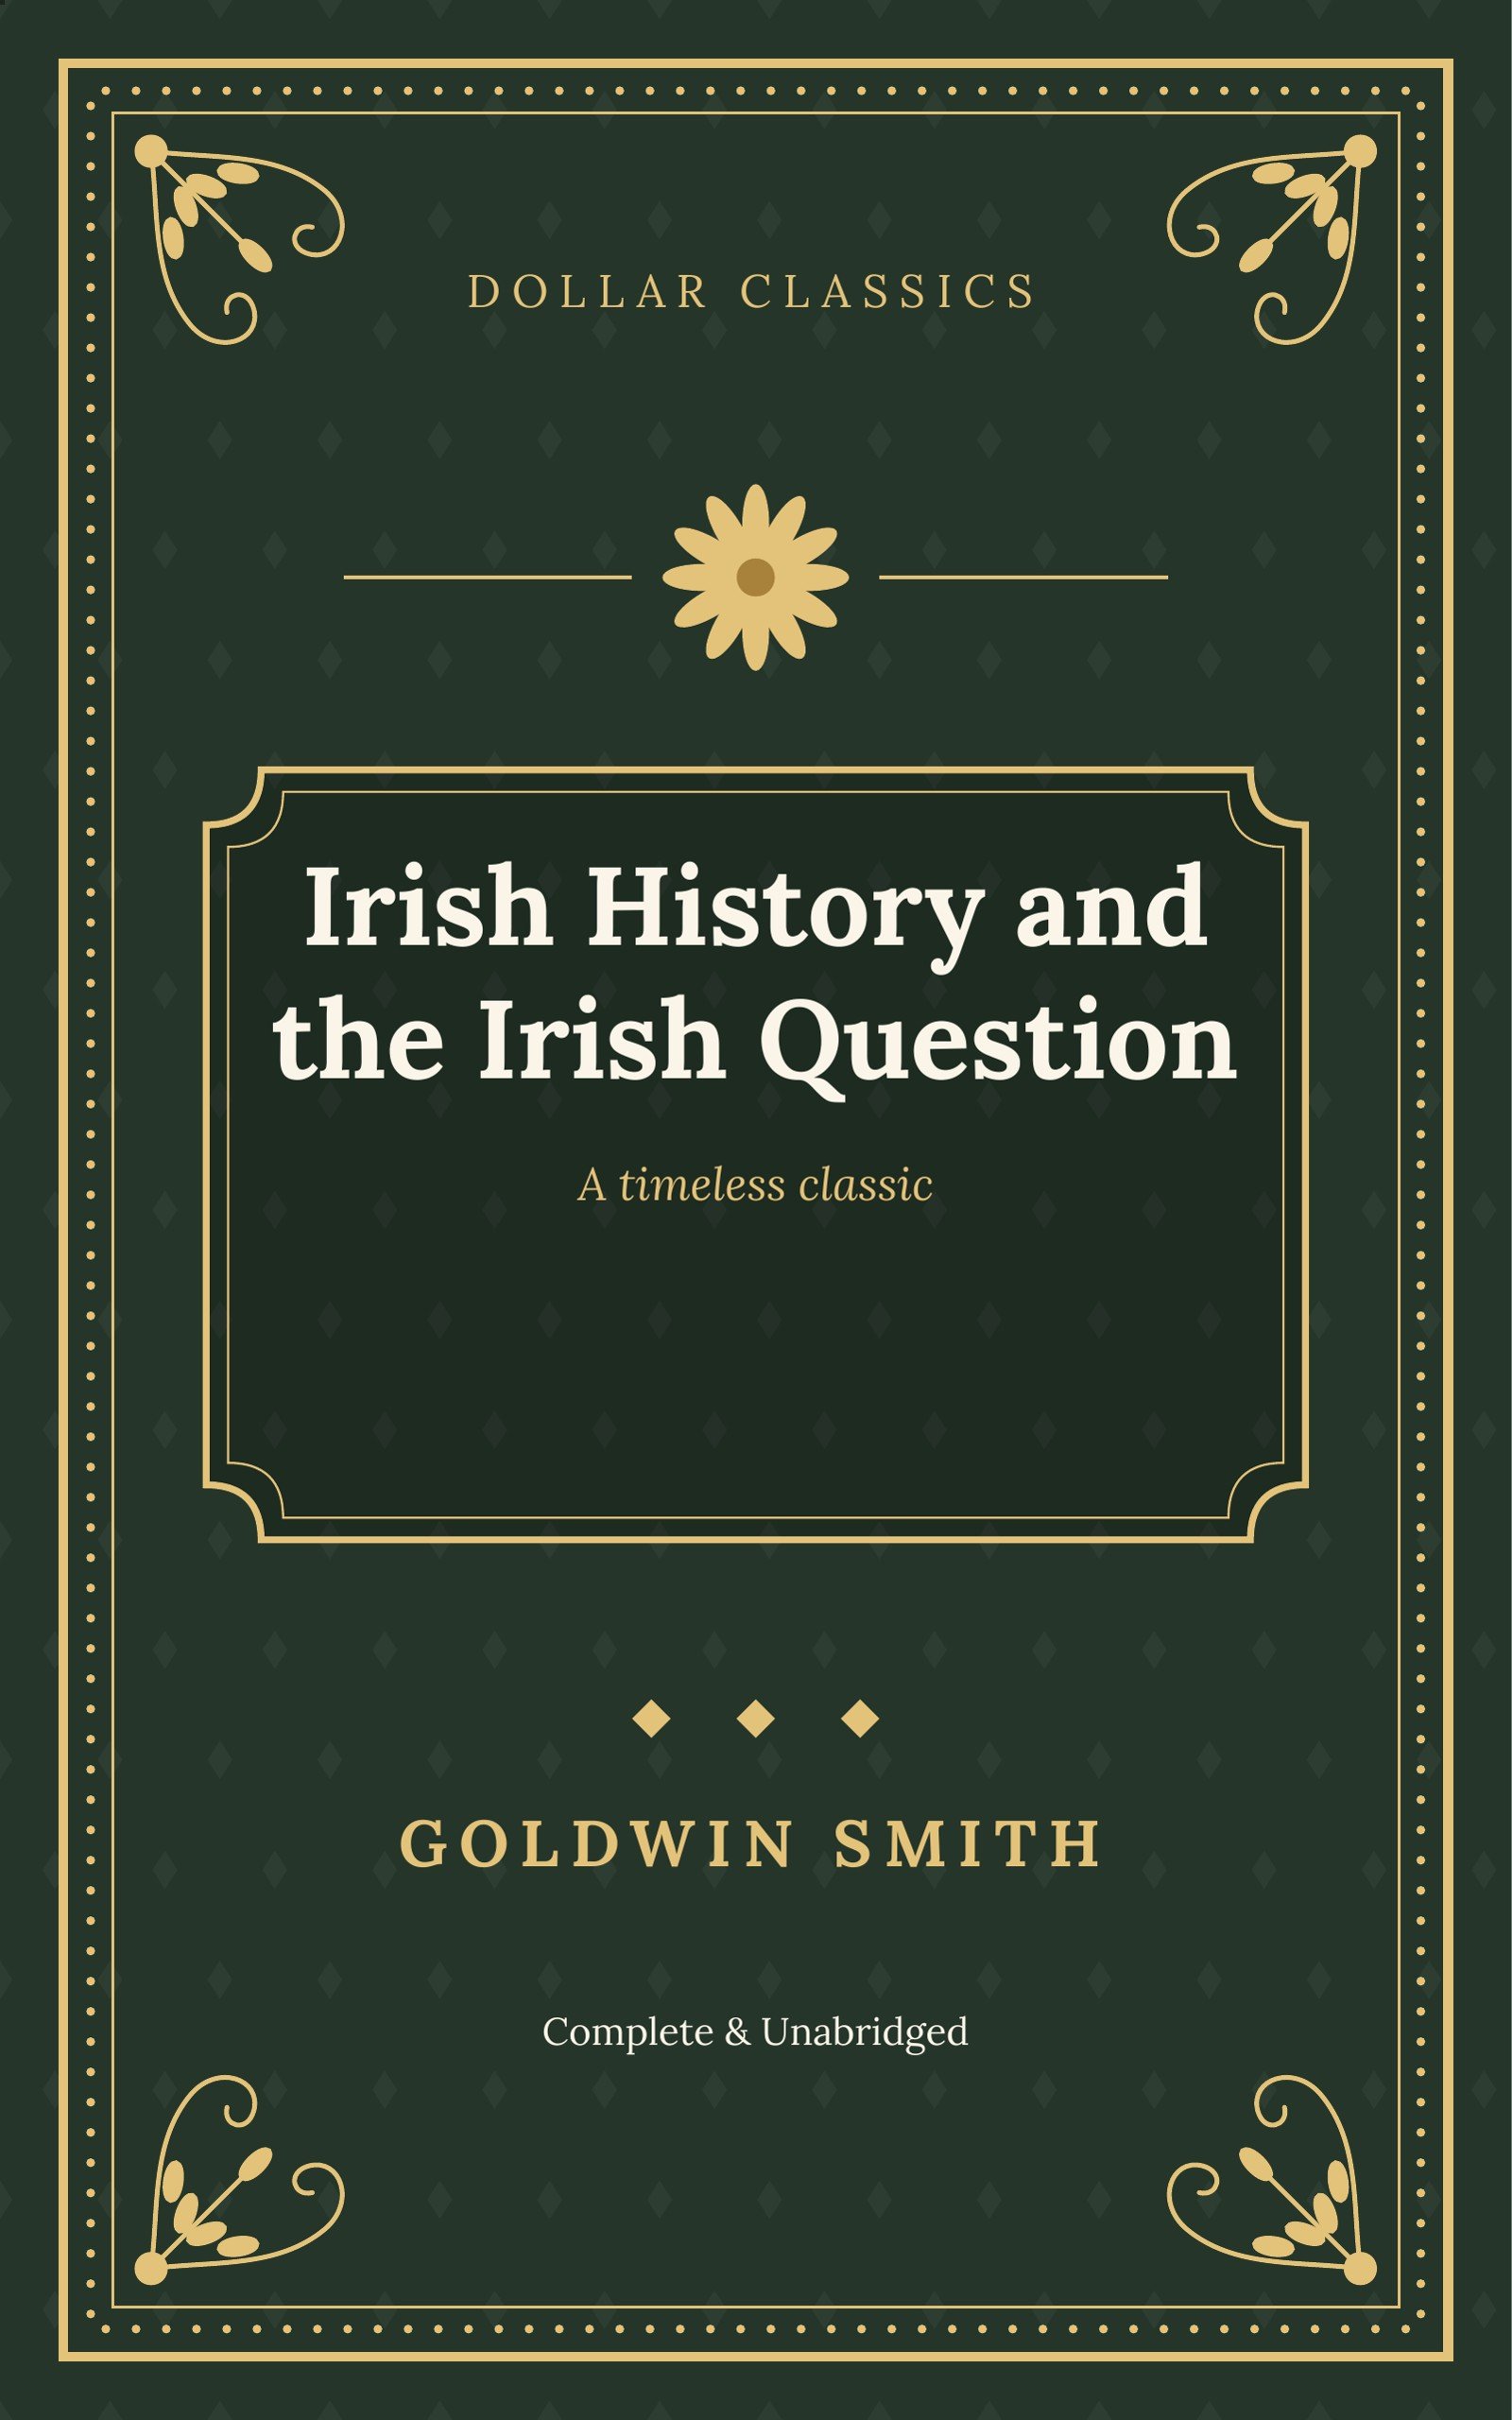 DOLLAR CLASSICS
Irish History and
the Irish Question
A timeless classic
GOLDWIN SMITH
Complete & Unabridged